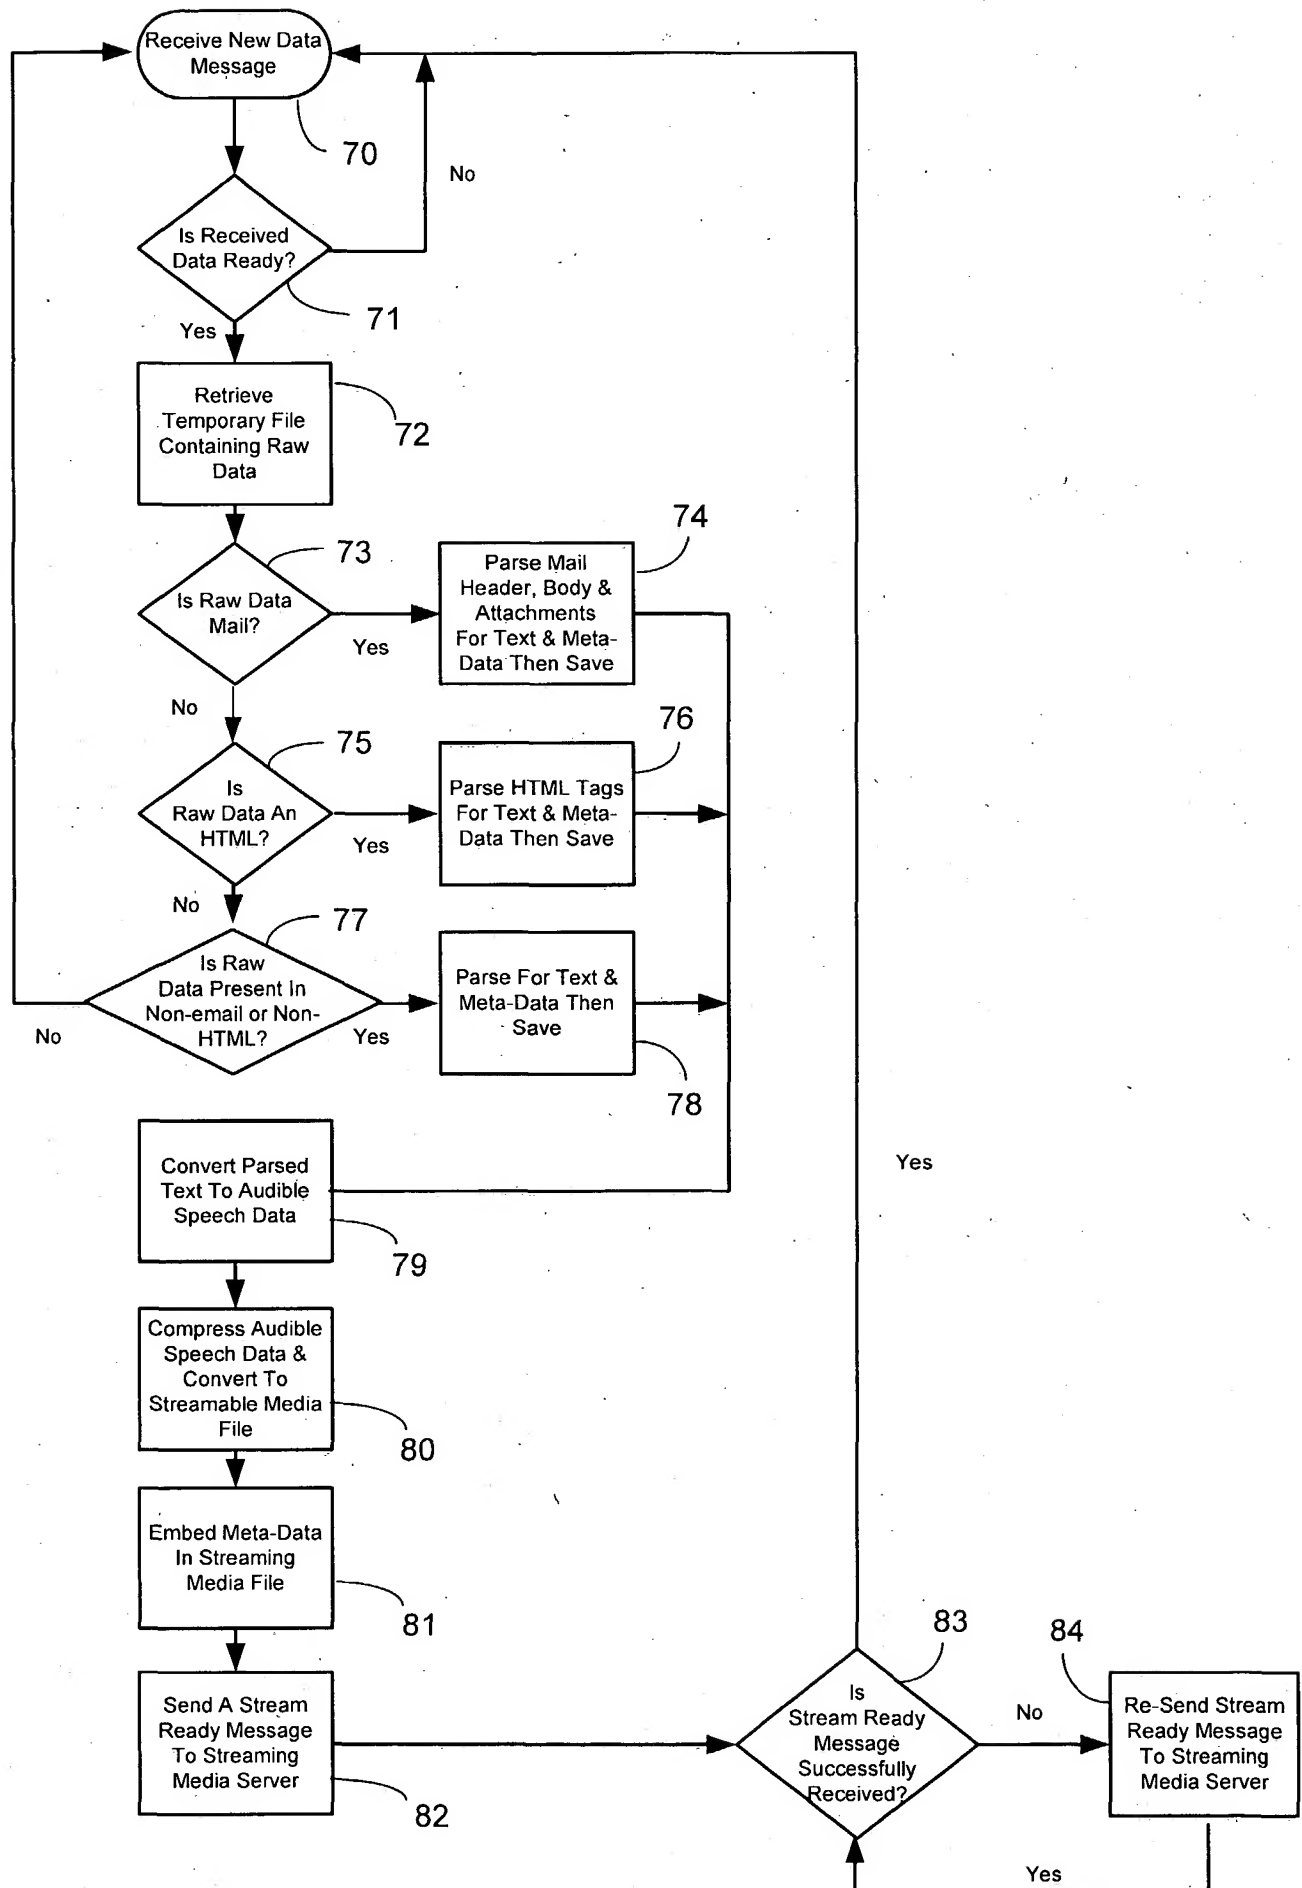 Receive New Data
Message
70
No
Is Received
Data Ready?
71
Yes
Retrieve
Temporary File
Containing Raw
Data
72
73
Is Raw Data
Mail?
Yes
74
Parse Mail
Header, Body &
Attachments
For Text & Meta-
Data Then Save
No
75
Is
Raw Data An
HTML?
Yes
76
Parse HTML Tags
For Text & Meta-
Data Then Save
No
77
Is Raw
Data Present In
Non-email or Non-
HTML?
No
Yes
Parse For Text &
Meta-Data Then
Save
78
Convert Parsed
Text To Audible
Speech Data
79
Yes
Compress Audible
Speech Data &
Convert To
Streamable Media
File
80
Embed Meta-Data
In Streaming
Media File
81
Send A Stream
Ready Message
To Streaming
Media Server
82
83
Is
Stream Ready
Message
Successfully
Received?
No
84
Re-Send Stream
Ready Message
To Streaming
Media Server
Yes